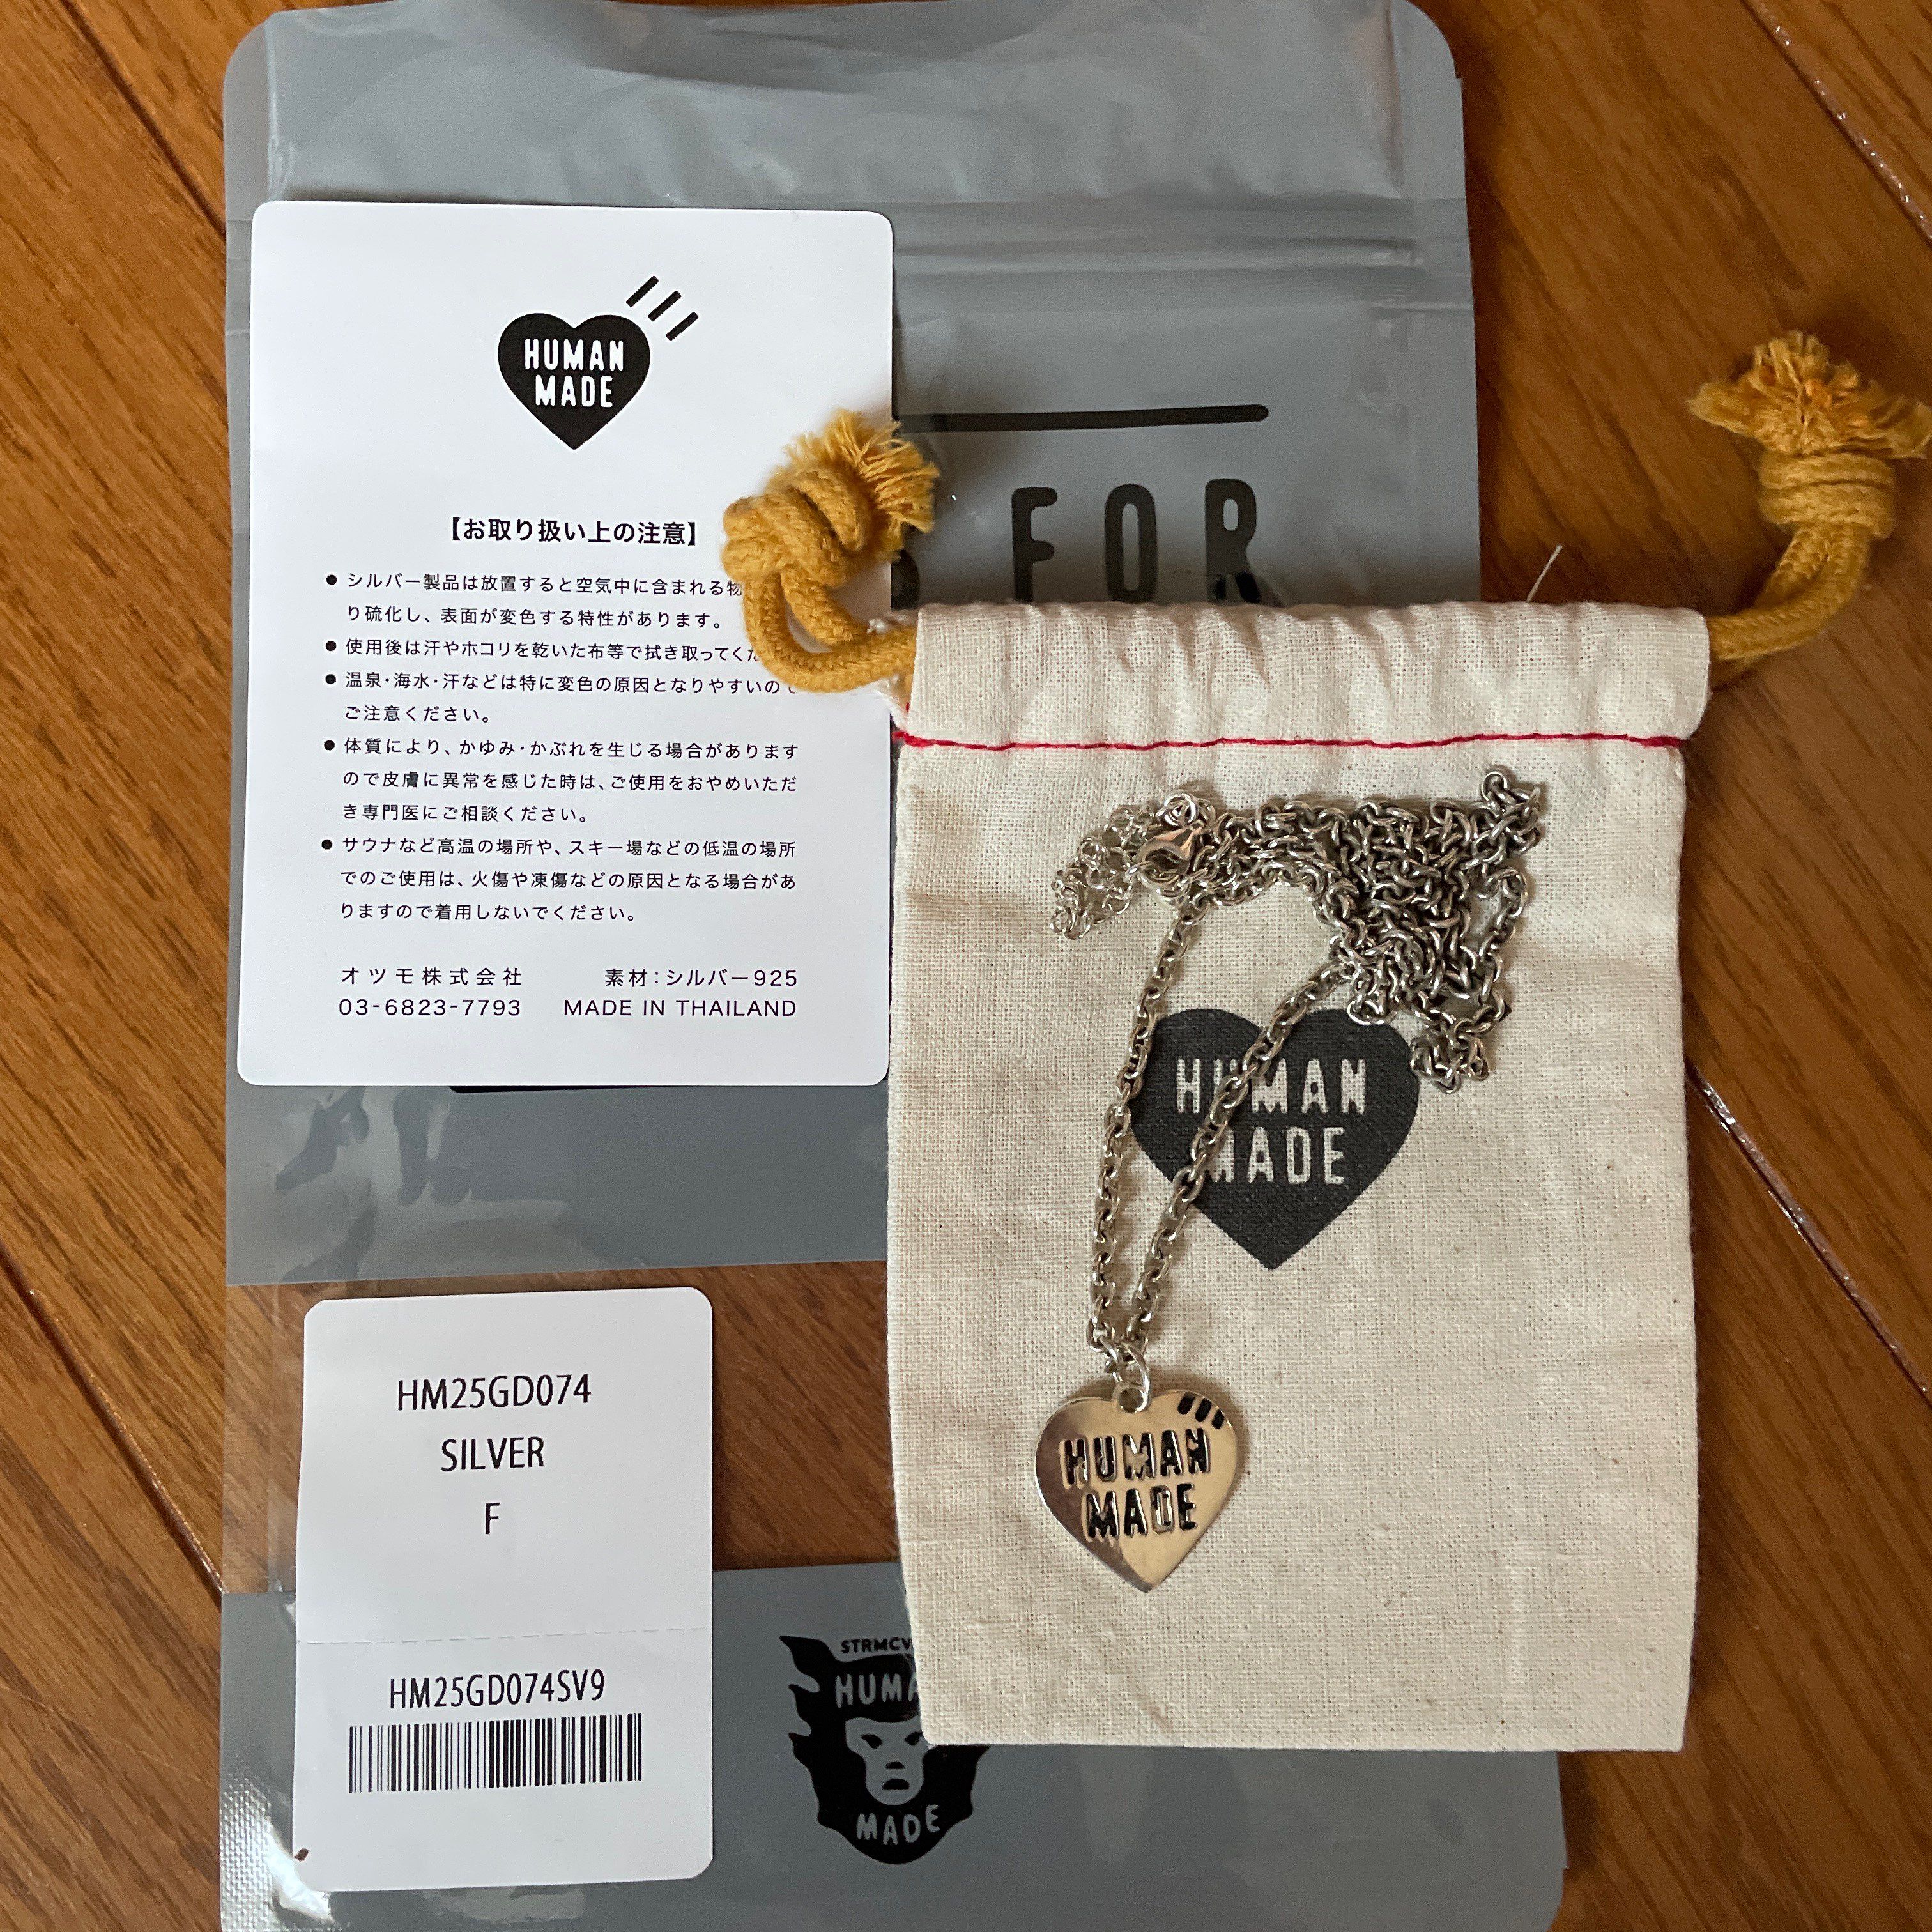 HUMAN
MADE
【お取り扱い上の注意】
● シルバー製品は放置すると空気中に含まれる物
り硫化し、表面が変色する特性があります。
● 使用後は汗やホコリを乾いた布等で拭き取ってくだ
● 温泉・海水・汗などは特に変色の原因となりやすいので
ご注意ください。
● 体質により、かゆみ・かぶれを生じる場合があります
ので皮膚に異常を感じた時は、ご使用をおやめいただ
き専門医にご相談ください。
● サウナなど高温の場所や、スキー場などの低温の場所
でのご使用は、火傷や凍傷などの原因となる場合があ
りますので着用しないでください。
オツモ株式会社 素材：シルバー925
03-6823-7793 MADE IN THAILAND
FOR
HUMAN
MADE
HUMAN
MADE
HM25GD074
SILVER
F
HM25GD074SV9
STRMCV
HUMA
MADE